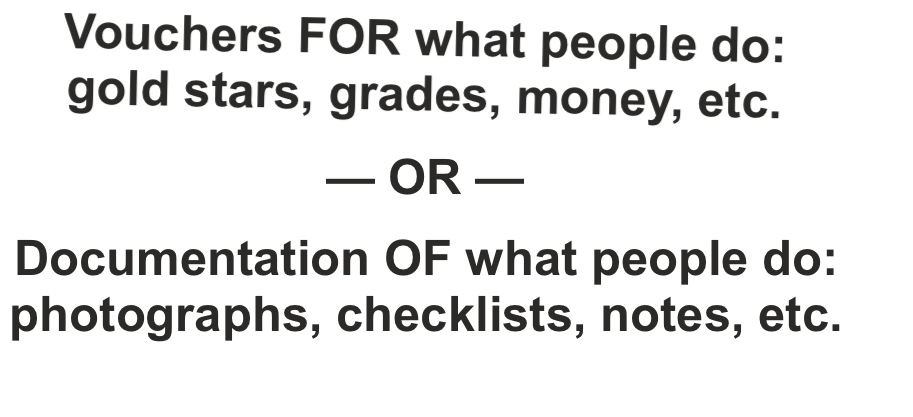 Vouchers FOR what people do:
gold stars, grades, money, etc.
— OR —
Documentation OF what people do:
photographs, checklists, notes, etc.